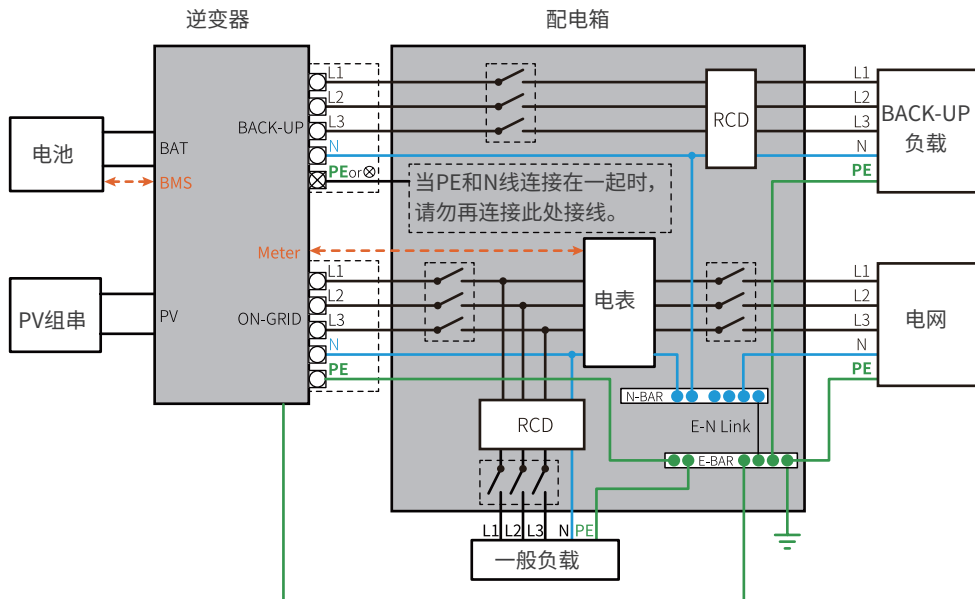 逆变器
配电箱
L1
L2
L3
N
PEor⊗
BACK-UP
RCD
L1
L2
L3
N
PE
BACK-UP
负载
电池
BAT
BMS
当PE和N线连接在一起时，
请勿再连接此处接线。
Meter
电表
PV组串
PV
ON-GRID
L1
L2
L3
N
PE
L1
L2
L3
N
PE
电网
N-BAR
E-N Link
E-BAR
RCD
L1 L2 L3 N PE
一般负载